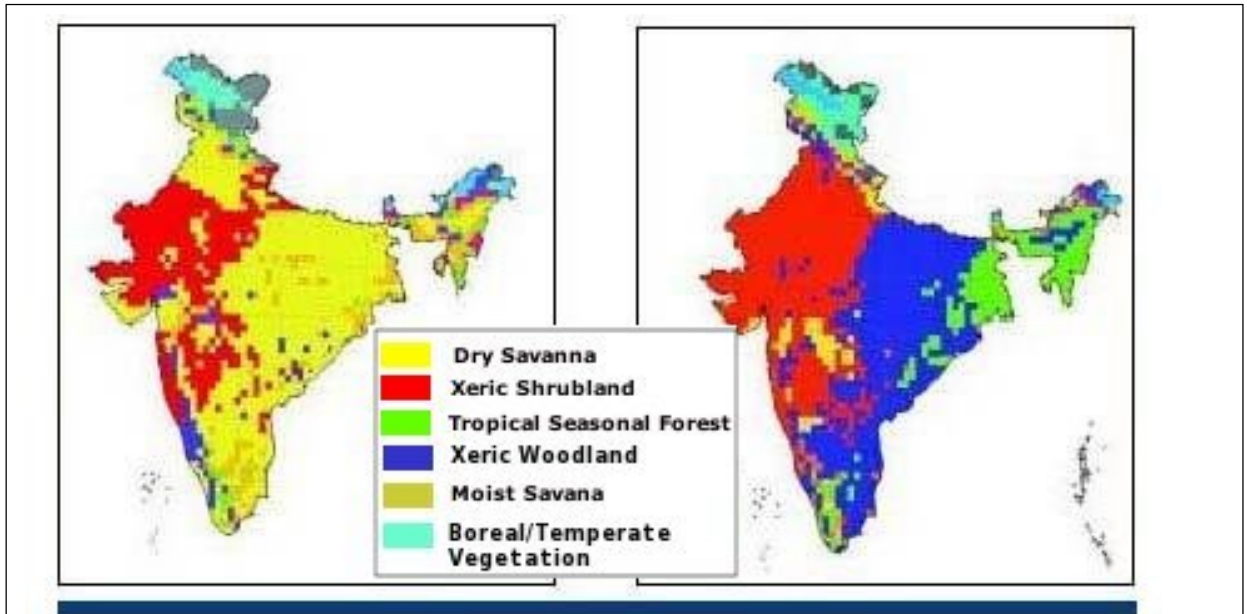 Dry Savanna
Xeric Shrubland
Tropical Seasonal Forest
Xeric Woodland
Moist Savana
Boreal/Temperate
Vegetation